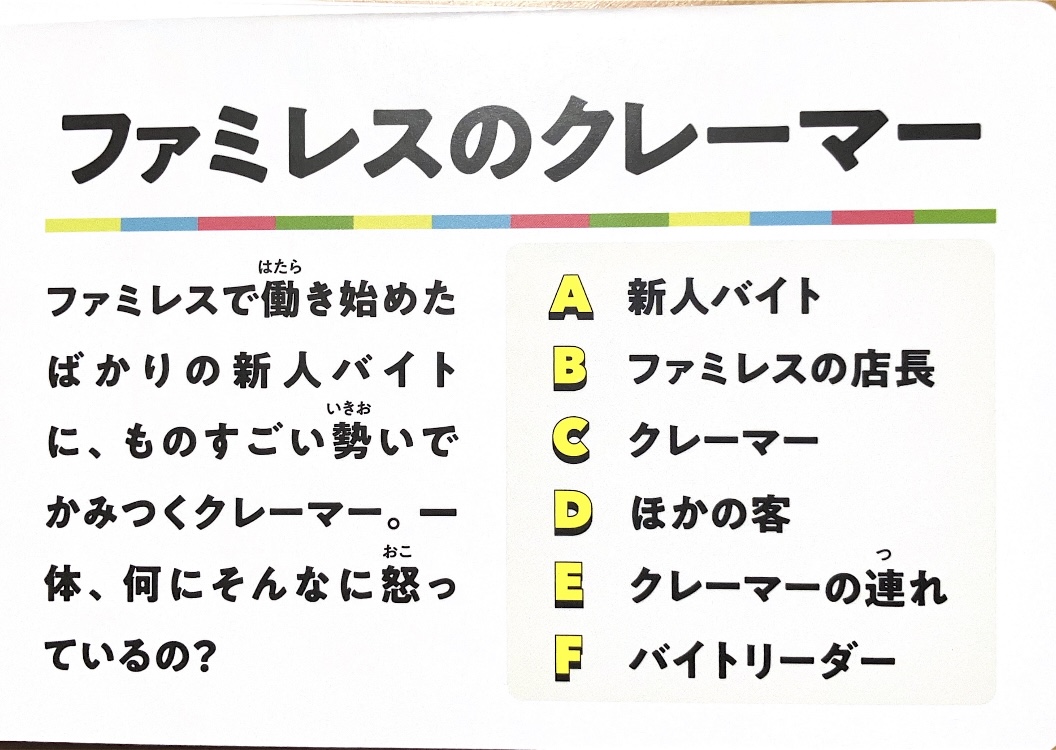 ファミレスのクレーマー
ファミレスで働き始めた
はたら
ばかりの新人バイト
に、ものすごい勢いで
いきお
かみつくクレーマー。一
体、何にそんなに怒っ
おこ
ているの?
A 新人バイト
B ファミレスの店長
C クレーマー
D ほかの客
E クレーマーの連れ
つ
F バイトリーダー